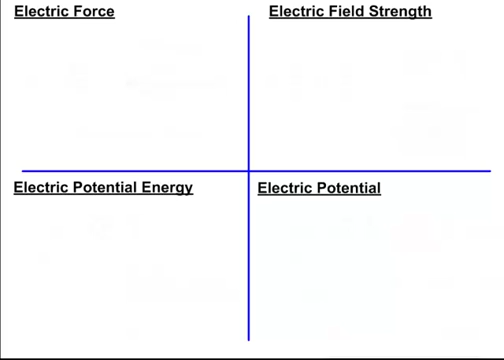 Electric Force
Electric Field Strength
Electric Potential Energy
Electric Potential